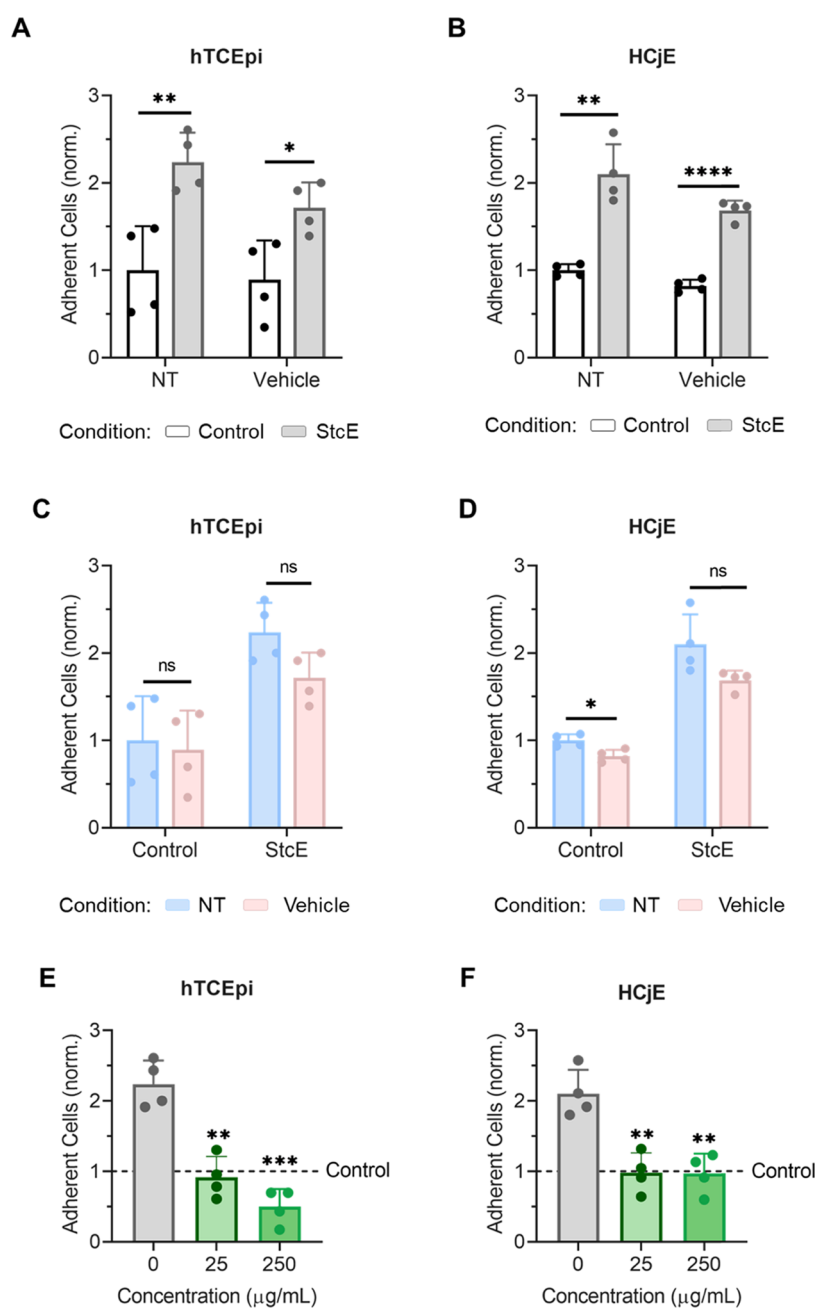 A
hTCEpi
Adherent Cells (norm.)
3
2
1
0
**
*
NT
Vehicle
Condition: Control StcE
B
HCjE
Adherent Cells (norm.)
3
2
1
0
**
****
NT
Vehicle
Condition: Control StcE
C
hTCEpi
Adherent Cells (norm.)
3
2
1
0
ns
ns
Control
StcE
Condition: NT Vehicle
D
HCjE
Adherent Cells (norm.)
3
2
1
0
*
ns
Control
StcE
Condition: NT Vehicle
E
hTCEpi
Adherent Cells (norm.)
3
2
1
0
**
***
Control
0 25 250
Concentration (μg/mL)
F
HCjE
Adherent Cells (norm.)
3
2
1
0
**
**
Control
0 25 250
Concentration (μg/mL)